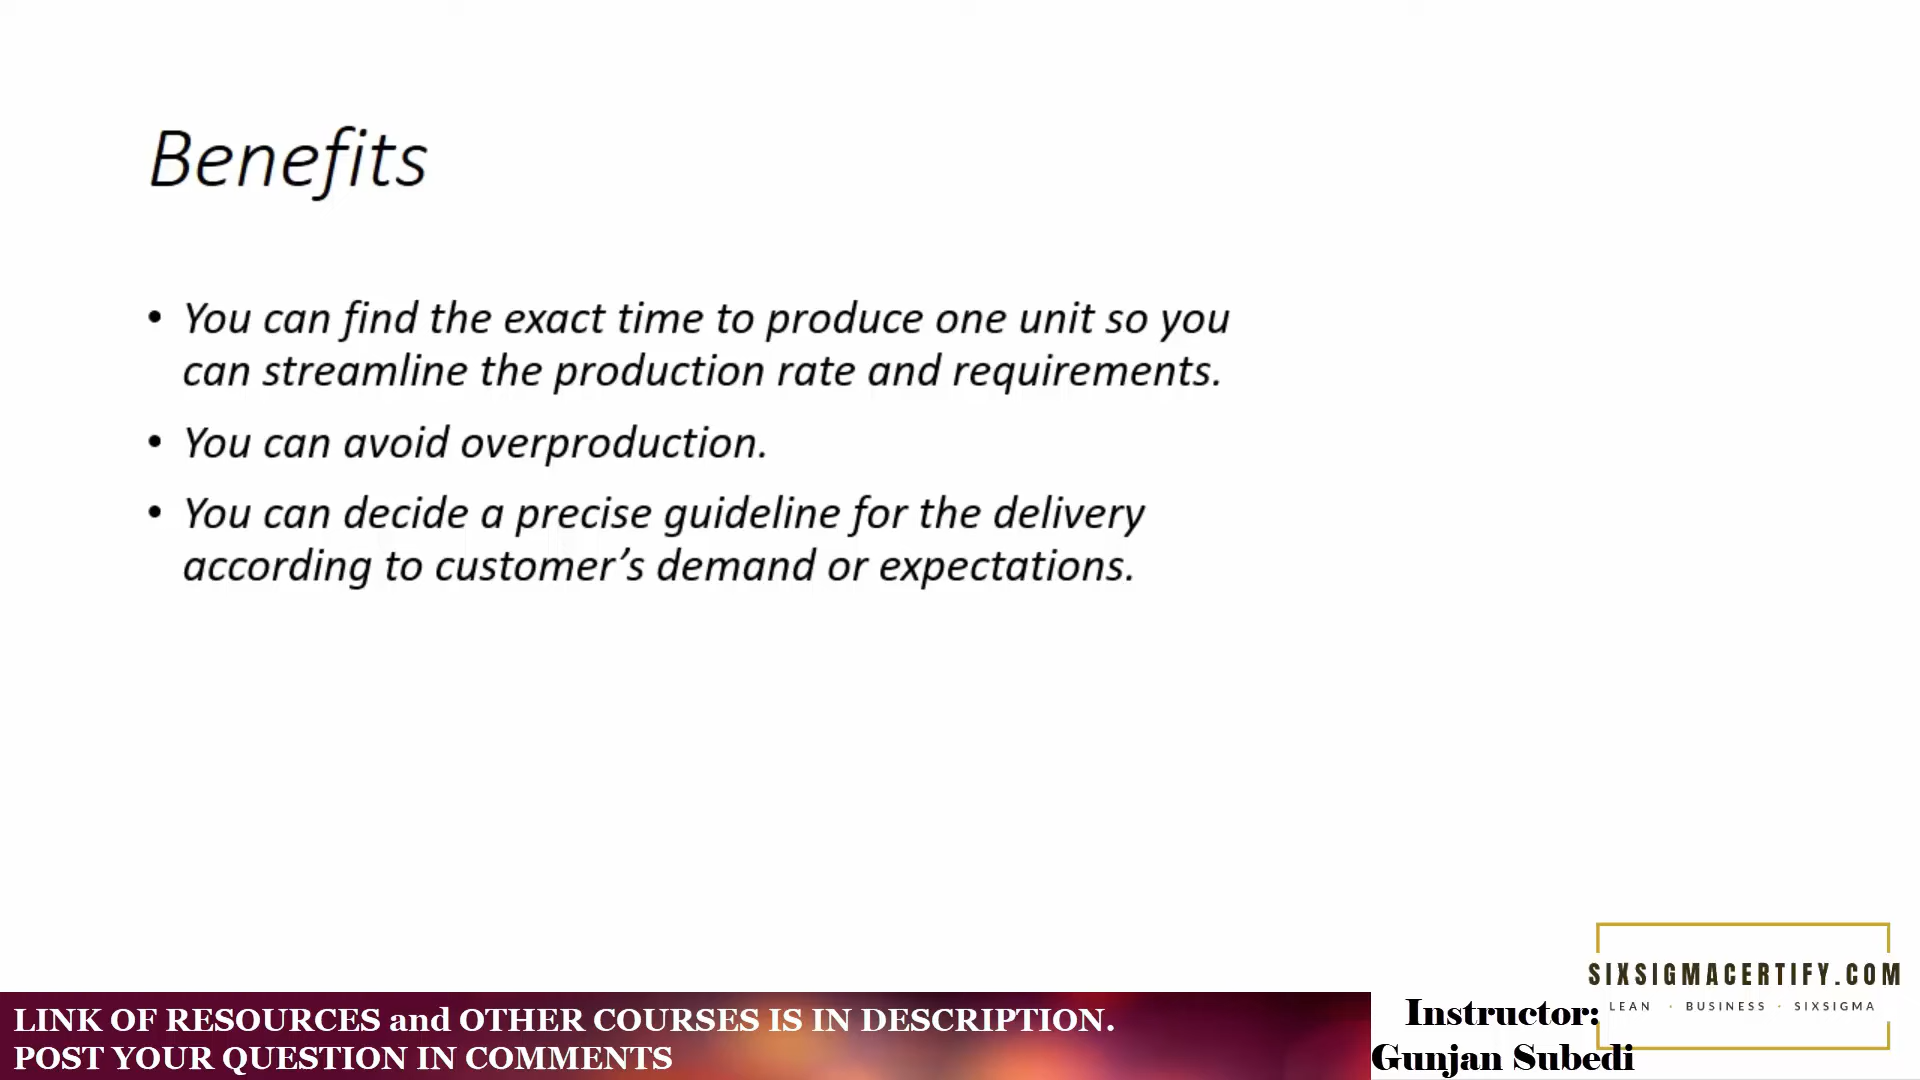 Benefits
• You can find the exact time to produce one unit so you
can streamline the production rate and requirements.
• You can avoid overproduction.
• You can decide a precise guideline for the delivery
according to customer’s demand or expectations.
SIXSIGMACERTIFY.COM
LEAN · BUSINESS · SIXSIGMA
LINK OF RESOURCES and OTHER COURSES IS IN DESCRIPTION.
POST YOUR QUESTION IN COMMENTS
Instructor:
Gunjan Subedi